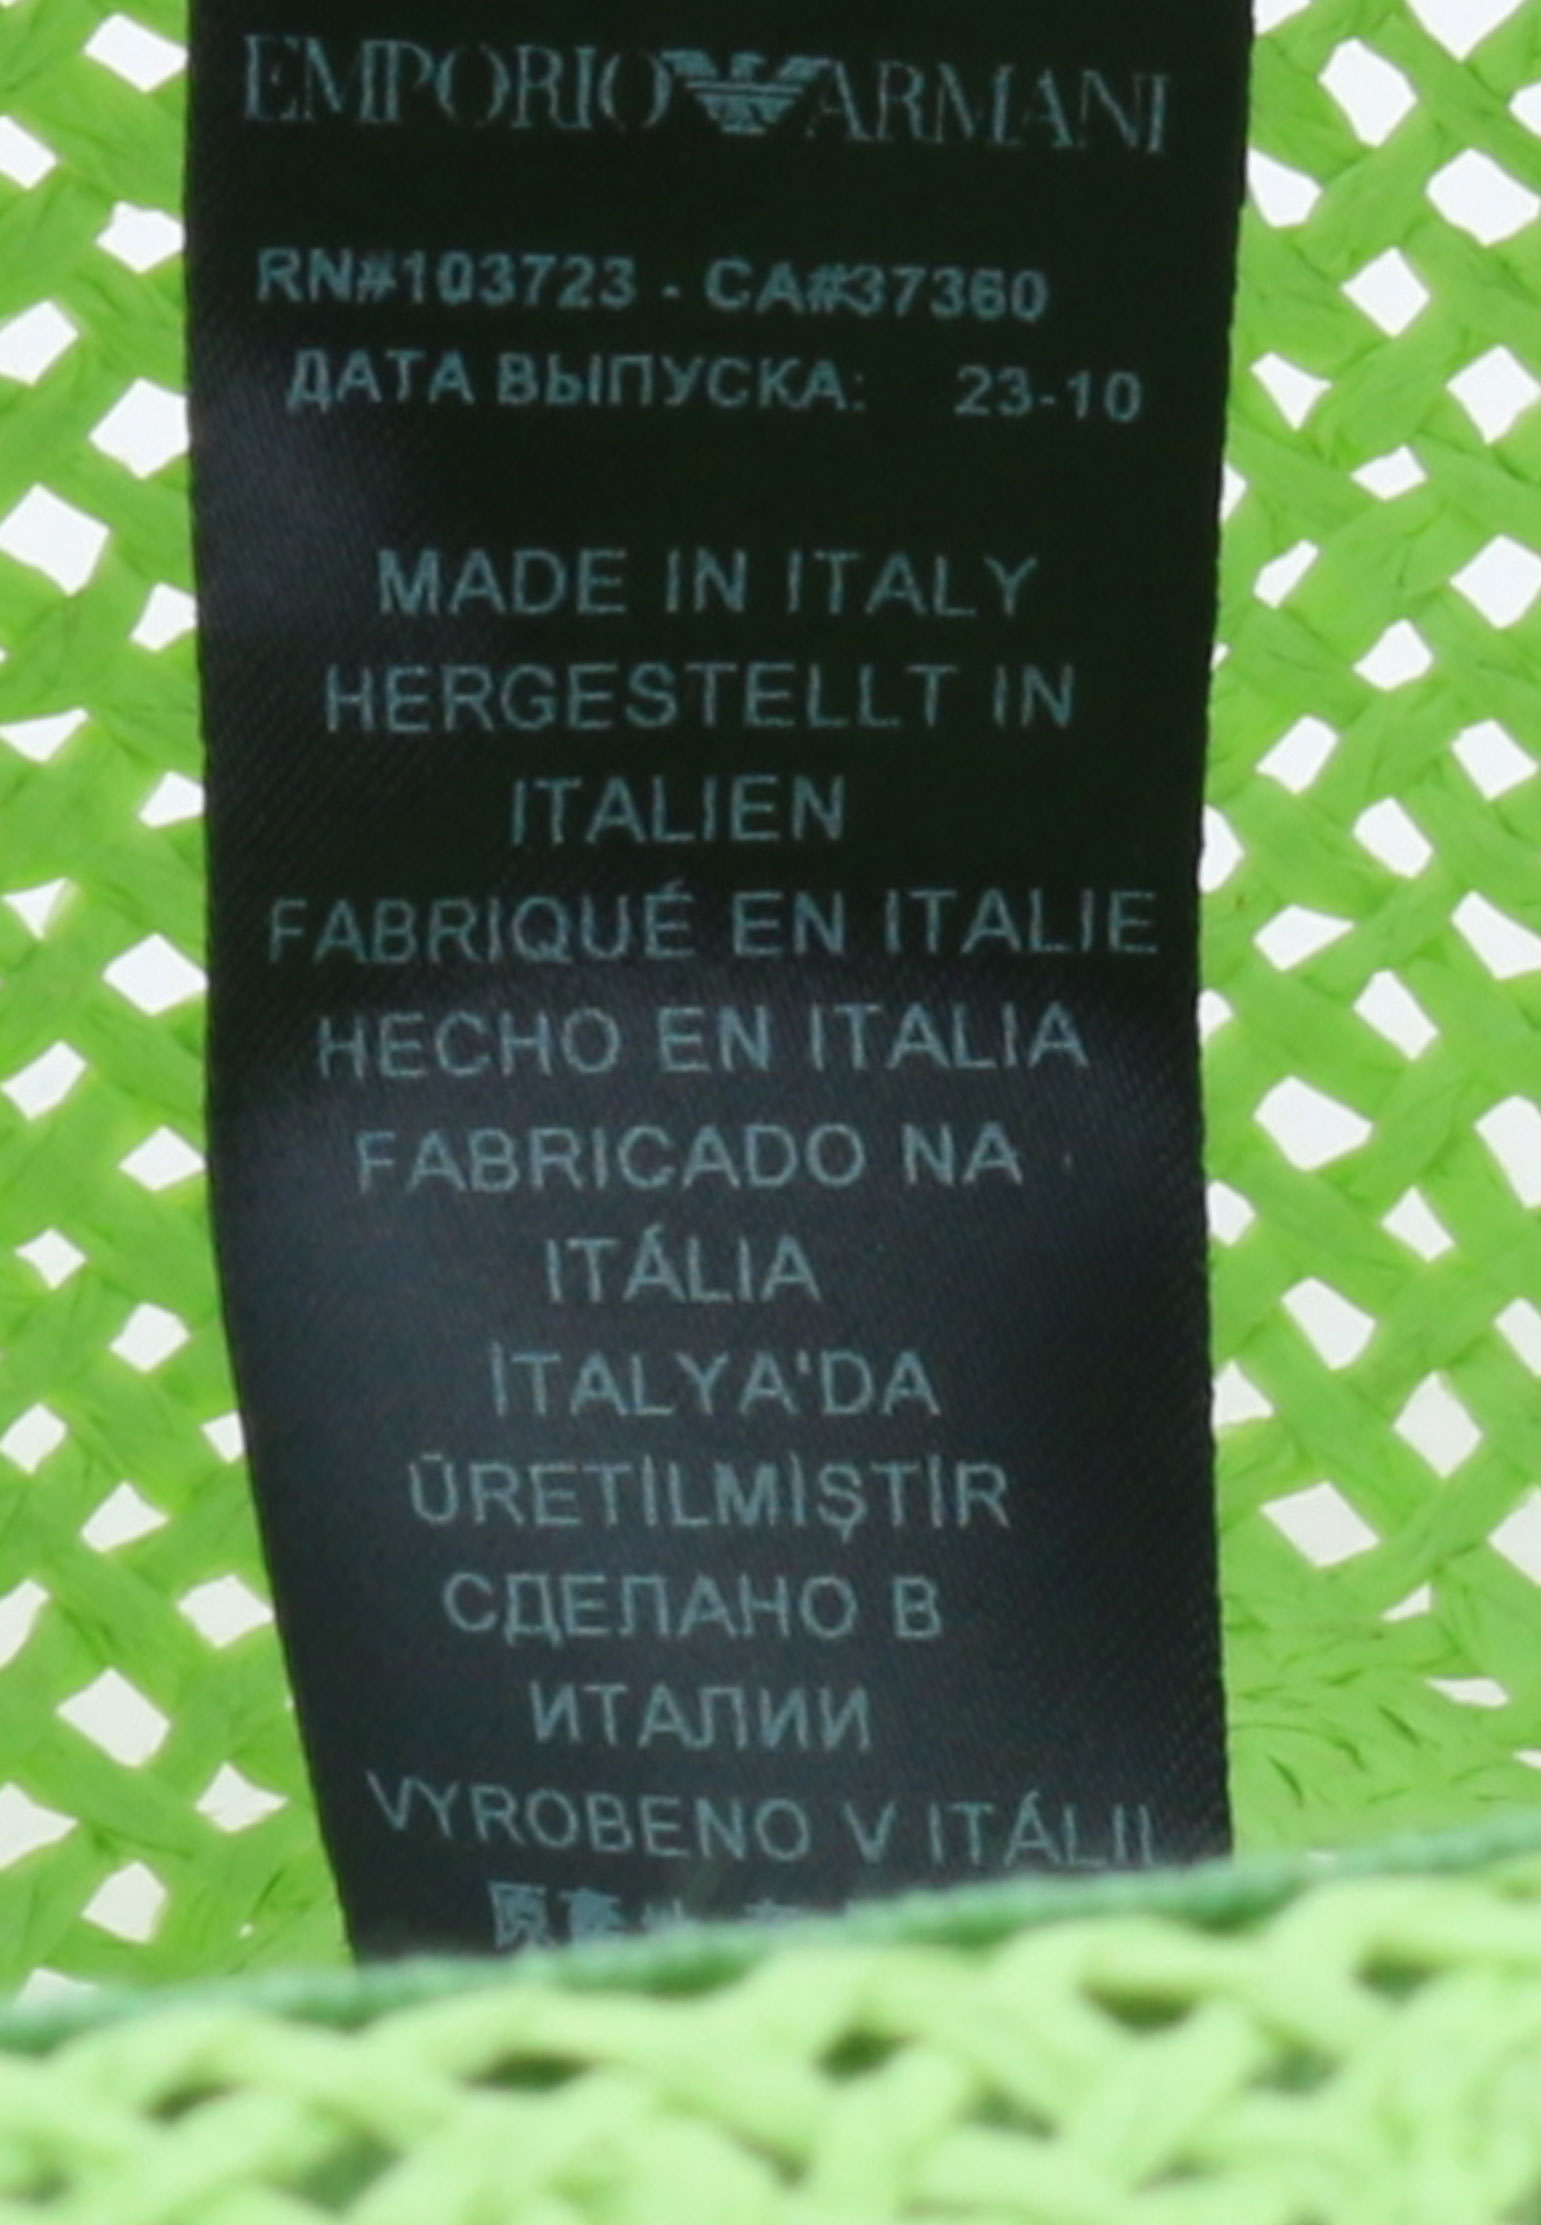 EMPORIO ARMANI
RN#103723 - CA#37360
ДАТА ВЫПУСКА: 23-10
MADE IN ITALY
HERGESTELLT IN
ITALIEN
FABRIQUÉ EN ITALIE
HECHO EN ITALIA
FABRICADO NA
ITÁLIA
İTALYA'DA
ÜRETİLMİŞTİR
СДЕЛАНО В
ИТАЛИИ
VYROBENO V ITÁLII